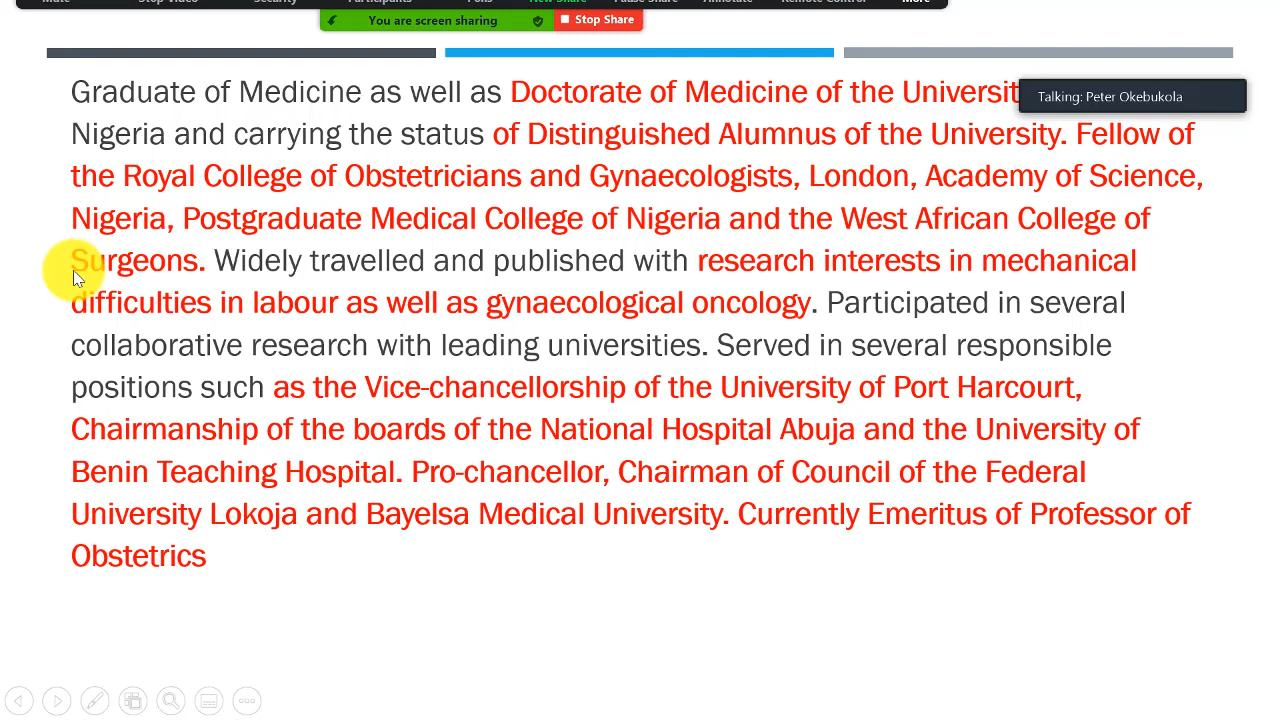 You are screen sharing
Stop Share
Talking: Peter Okebukola
Graduate of Medicine as well as Doctorate of Medicine of the
Nigeria and carrying the status of Distinguished Alumnus of the University. Fellow of
the Royal College of Obstetricians and Gynaecologists, London, Academy of Science,
Nigeria, Postgraduate Medical College of Nigeria and the West African College of
Surgeons. Widely travelled and published with research interests in mechanical
difficulties in labour as well as gynaecological oncology. Participated in several
collaborative research with leading universities. Served in several responsible
positions such as the Vice-chancellorship of the University of Port Harcourt,
Chairmanship of the boards of the National Hospital Abuja and the University of
Benin Teaching Hospital. Pro-chancellor, Chairman of Council of the Federal
University Lokoja and Bayelsa Medical University. Currently Emeritus of Professor of
Obstetrics